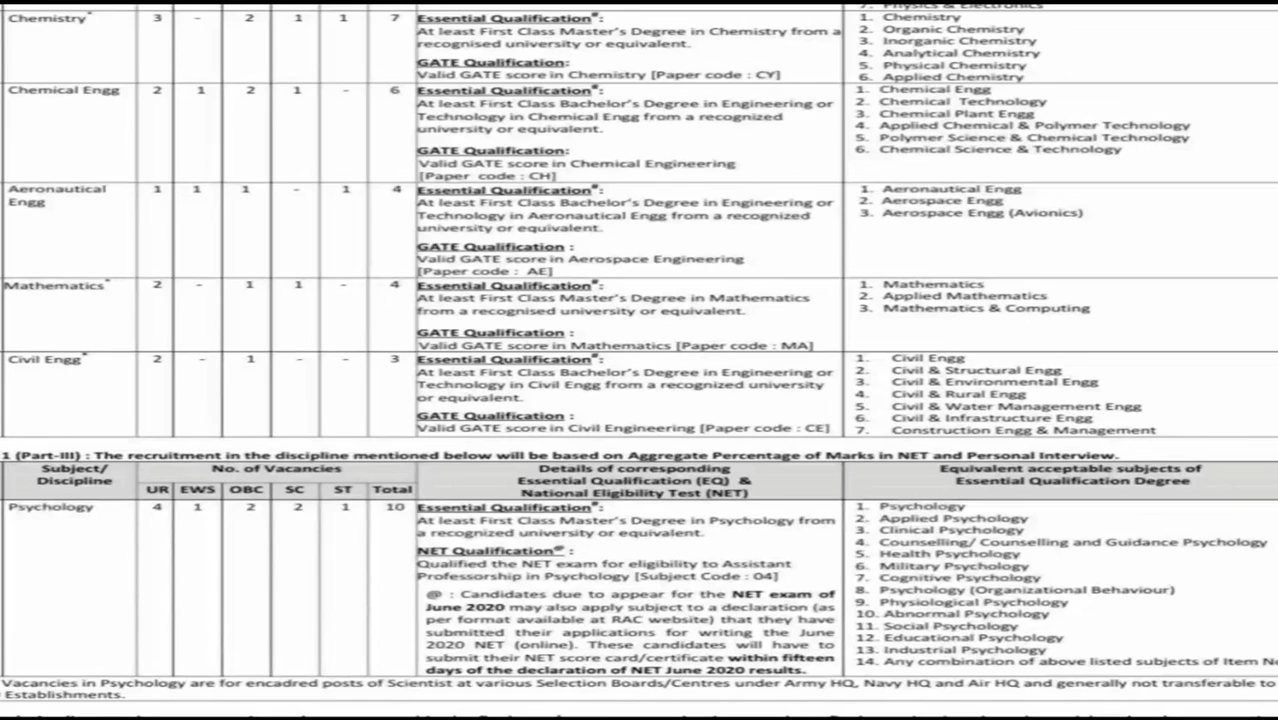 7. Physics & Electronics
Chemistry* 3 - 2 1 1 7 Essential Qualification#:
At least First Class Master's Degree in Chemistry from a
recognised university or equivalent.
GATE Qualification:
Valid GATE score in Chemistry [Paper code : CY]
1. Chemistry
2. Organic Chemistry
3. Inorganic Chemistry
4. Analytical Chemistry
5. Physical Chemistry
6. Applied Chemistry
Chemical Engg 2 1 2 1 - 6 Essential Qualification#:
At least First Class Bachelor's Degree in Engineering or
Technology in Chemical Engg from a recognized
university or equivalent.
GATE Qualification:
Valid GATE score in Chemical Engineering
[Paper code : CH]
1. Chemical Engg
2. Chemical Technology
3. Chemical Plant Engg
4. Applied Chemical & Polymer Technology
5. Polymer Science & Chemical Technology
6. Chemical Science & Technology
Aeronautical
Engg
1 1 1 - 1 4 Essential Qualification#:
At least First Class Bachelor's Degree in Engineering or
Technology in Aeronautical Engg from a recognized
university or equivalent.
GATE Qualification :
Valid GATE score in Aerospace Engineering
[Paper code : AE]
1. Aeronautical Engg
2. Aerospace Engg
3. Aerospace Engg (Avionics)
Mathematics* 2 - 1 1 - 4 Essential Qualification#:
At least First Class Master's Degree in Mathematics
from a recognised university or equivalent.
GATE Qualification :
Valid GATE score in Mathematics [Paper code : MA]
1. Mathematics
2. Applied Mathematics
3. Mathematics & Computing
Civil Engg* 2 - 1 - - 3 Essential Qualification#:
At least First Class Bachelor's Degree in Engineering or
Technology in Civil Engg from a recognized university
or equivalent.
GATE Qualification :
Valid GATE score in Civil Engineering [Paper code : CE]
1. Civil Engg
2. Civil & Structural Engg
3. Civil & Environmental Engg
4. Civil & Rural Engg
5. Civil & Water Management Engg
6. Civil & Infrastructure Engg
7. Construction Engg & Management
1 (Part-III) : The recruitment in the discipline mentioned below will be based on Aggregate Percentage of Marks in NET and Personal Interview.
Subject/
Discipline
No. of Vacancies
UR EWS OBC SC ST Total
Details of corresponding
Essential Qualification (EQ) &
National Eligibility Test (NET)
Equivalent acceptable subjects of
Essential Qualification Degree
Psychology 4 1 2 2 1 10 Essential Qualification#:
At least First Class Master's Degree in Psychology from
a recognized university or equivalent.
NET Qualification@ :
Qualified the NET exam for eligibility to Assistant
Professorship in Psychology [Subject Code : 04]
@ : Candidates due to appear for the NET exam of
June 2020 may also apply subject to a declaration (as
per format available at RAC website) that they have
submitted their applications for writing the June
2020 NET (online). These candidates will have to
submit their NET score card/certificate within fifteen
days of the declaration of NET June 2020 results.
1. Psychology
2. Applied Psychology
3. Clinical Psychology
4. Counselling/ Counselling and Guidance Psychology
5. Health Psychology
6. Military Psychology
7. Cognitive Psychology
8. Psychology (Organizational Behaviour)
9. Physiological Psychology
10. Abnormal Psychology
11. Social Psychology
12. Educational Psychology
13. Industrial Psychology
14. Any combination of above listed subjects of Item
Vacancies in Psychology are for encadred posts of Scientist at various Selection Boards/Centres under Army HQ, Navy HQ and Air HQ and generally not transferable to
Establishments.